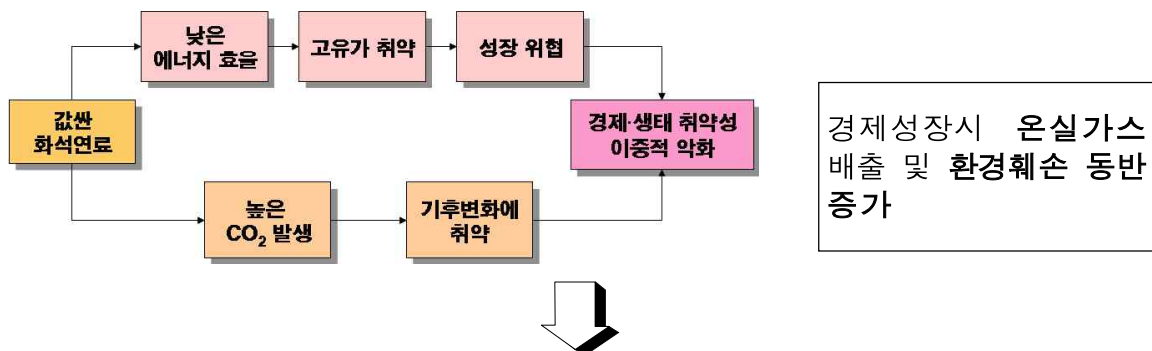 낮은
에너지 효율
고유가 취약
성장 위협
값싼
화석연료
경제·생태 취약성
이중적 악화
높은
CO₂ 발생
기후변화에
취약
경제성장시 온실가스
배출 및 환경훼손 동반
증가